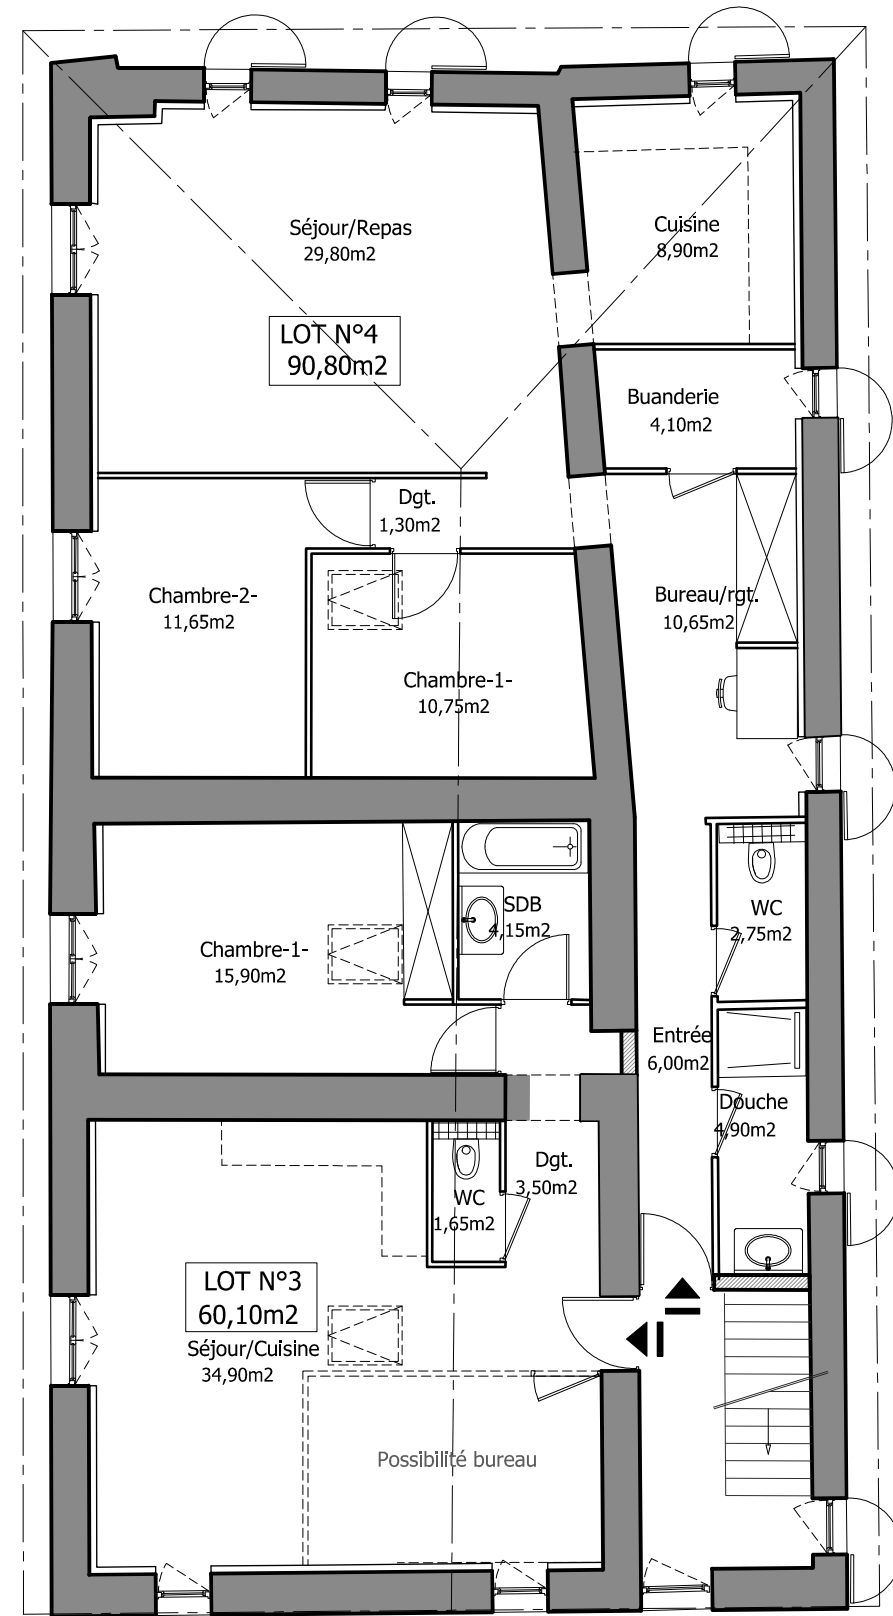 Séjour/Repas
29,80m2
Cuisine
8,90m2
LOT N°4
90,80m2
Buanderie
4,10m2
Dgt.
1,30m2
Chambre-2-
11,65m2
Bureau/rgt.
10,65m2
Chambre-1-
10,75m2
SDB
4,15m2
WC
2,75m2
Chambre-1-
15,90m2
Entrée
6,00m2
Douche
4,90m2
Dgt.
3,50m2
WC
1,65m2
LOT N°3
60,10m2
Séjour/Cuisine
34,90m2
Possibilité bureau